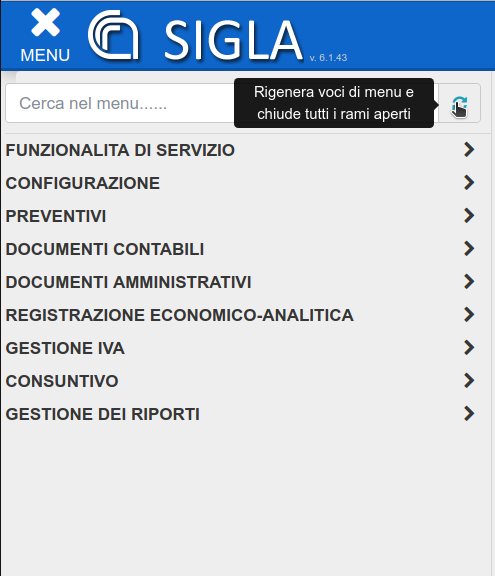 MENU
SIGLA
v. 6.1.43
Cerca nel menu......
Rigenera voci di menu e
chiude tutti i rami aperti
FUNZIONALITA DI SERVIZIO
CONFIGURAZIONE
PREVENTIVI
DOCUMENTI CONTABILI
DOCUMENTI AMMINISTRATIVI
REGISTRAZIONE ECONOMICO-ANALITICA
GESTIONE IVA
CONSUNTIVO
GESTIONE DEI RIPORTI